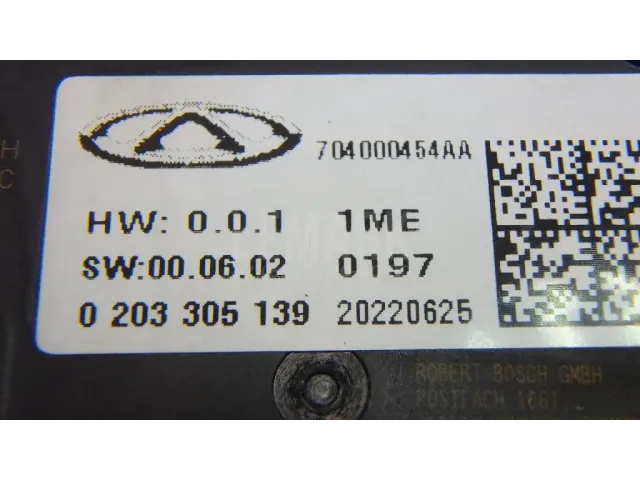 H
C
704000454AA
HW: 0.0.1 1ME
SW:00.06.02 0197
0 203 305 139 20220625
ROBERT BOSCH GMBH
POSTFACH